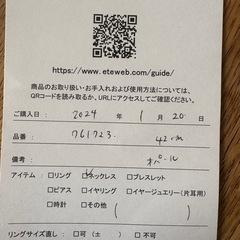 https://www.eteweb.com/guide/
商品のお取り扱い・お手入れおよび使用方法については、
QRコードを読み取るか、URLにアクセスしてご確認ください。
ご購入日： 2024 年 1 月 20 日
品番： 761723 42cm
備考： オパール
アイテム □リング □ネックレス □ブレスレット
□ピアス □イヤリング □イヤージュエリー(片耳用)
□時計 □その他( )
リングサイズ直し： □可(± ) □不可